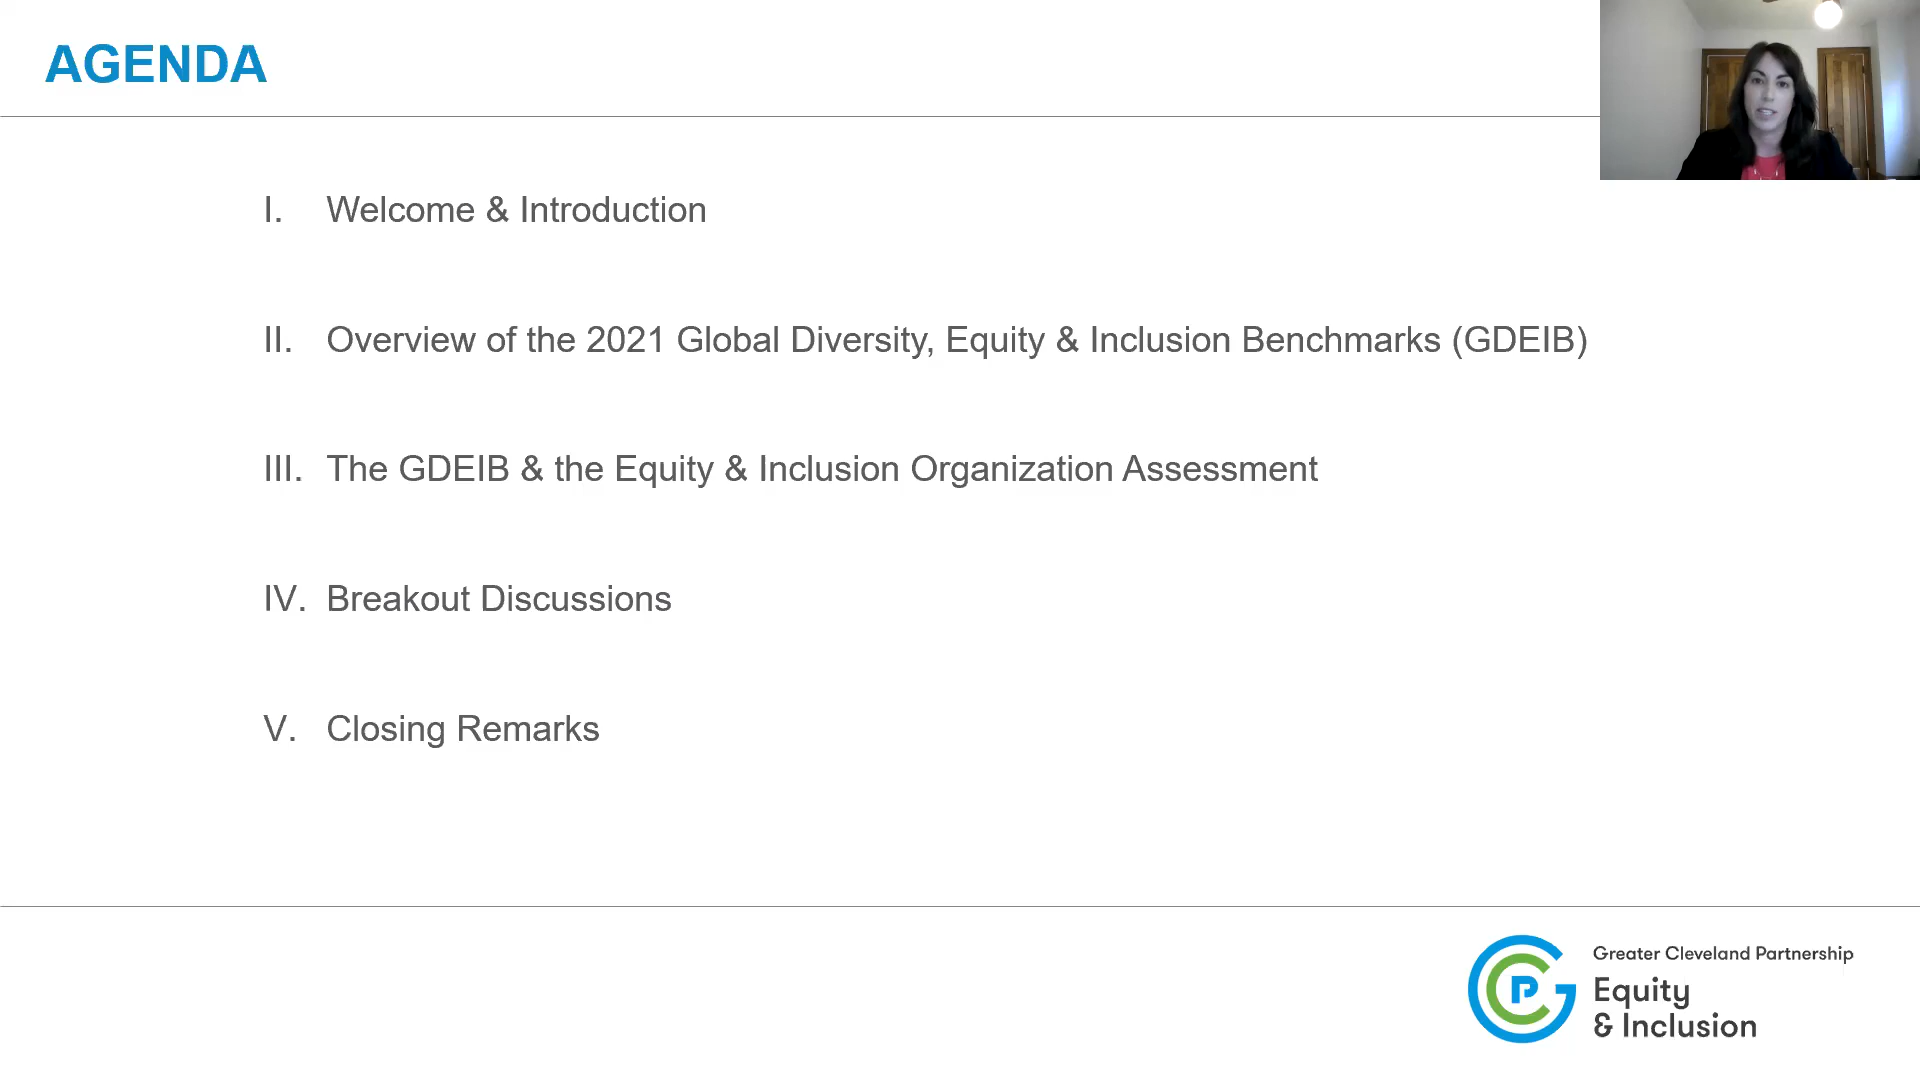 AGENDA
I. Welcome & Introduction
II. Overview of the 2021 Global Diversity, Equity & Inclusion Benchmarks (GDEIB)
III. The GDEIB & the Equity & Inclusion Organization Assessment
IV. Breakout Discussions
V. Closing Remarks
GCP
Greater Cleveland Partnership
Equity
& Inclusion